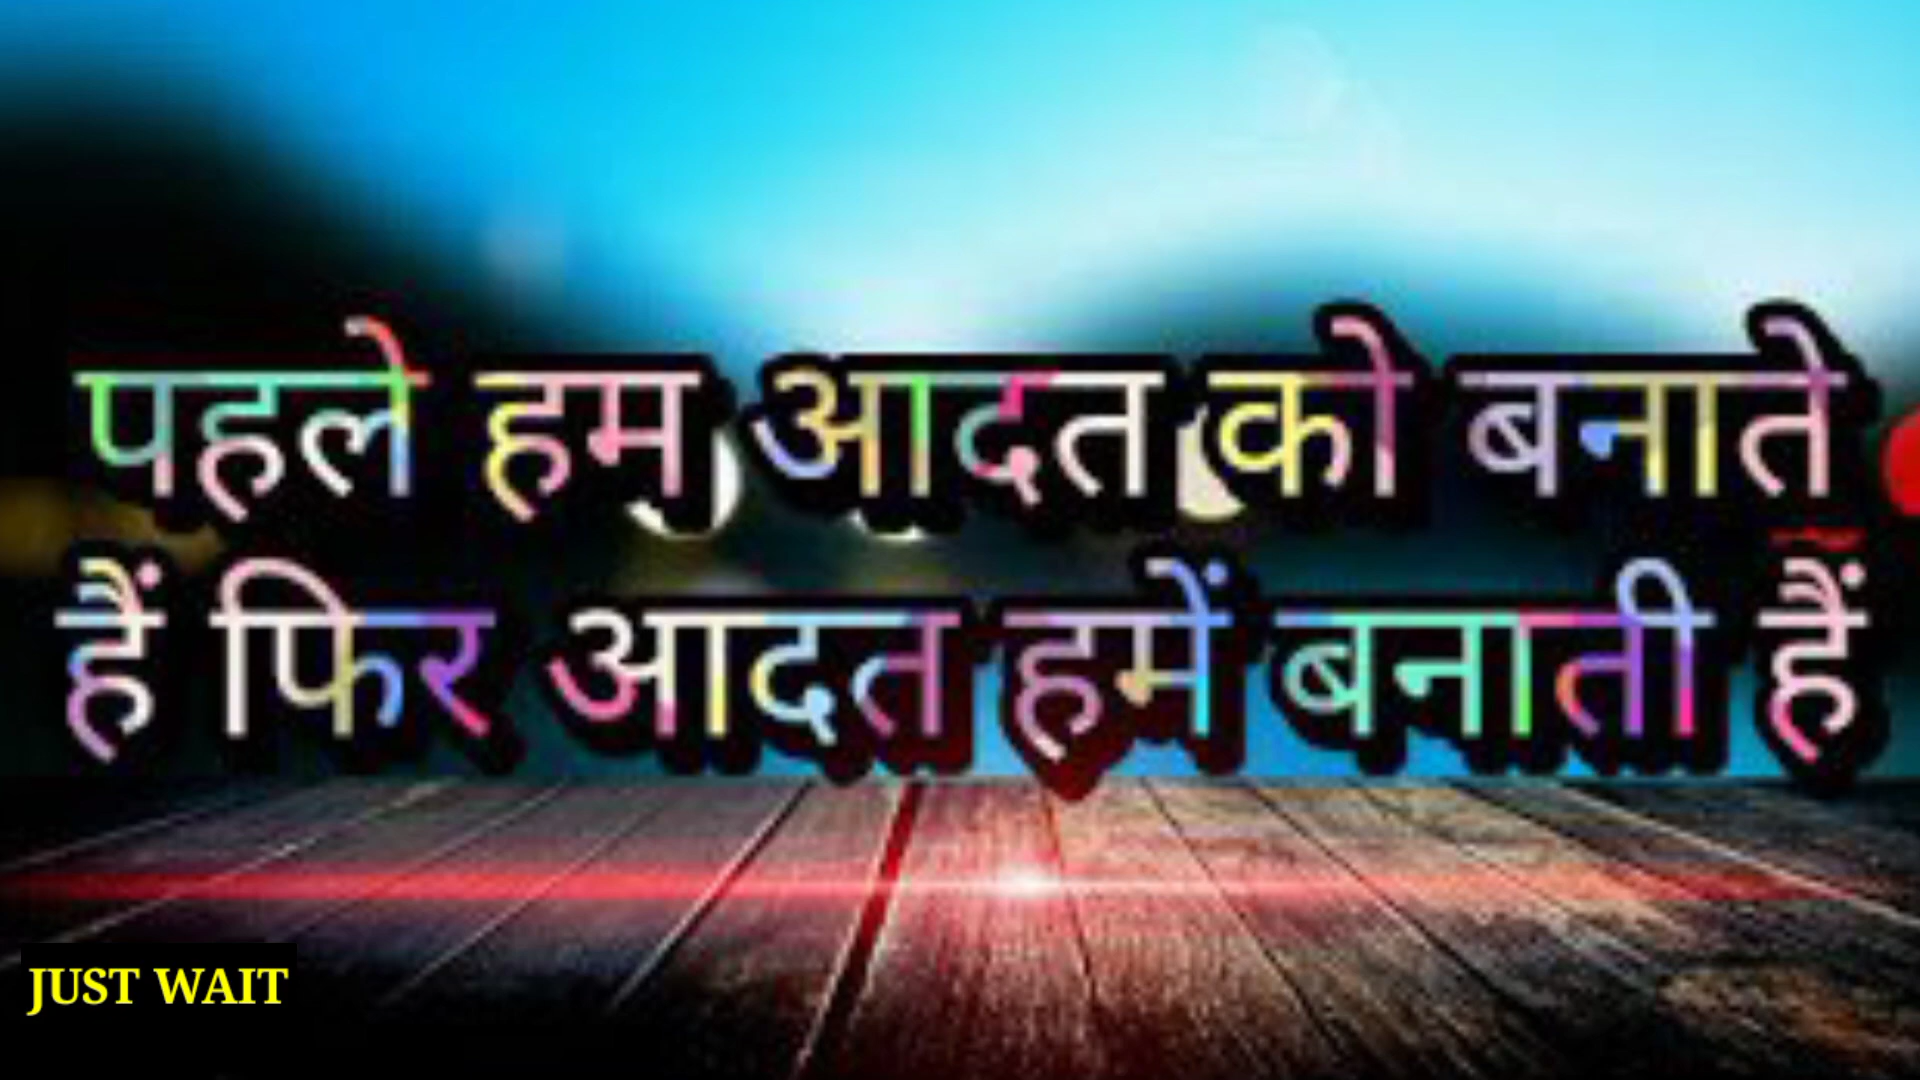 पहले हम आदत को बनाते
हैं फिर आदत हमें बनाती हैं
JUST WAIT